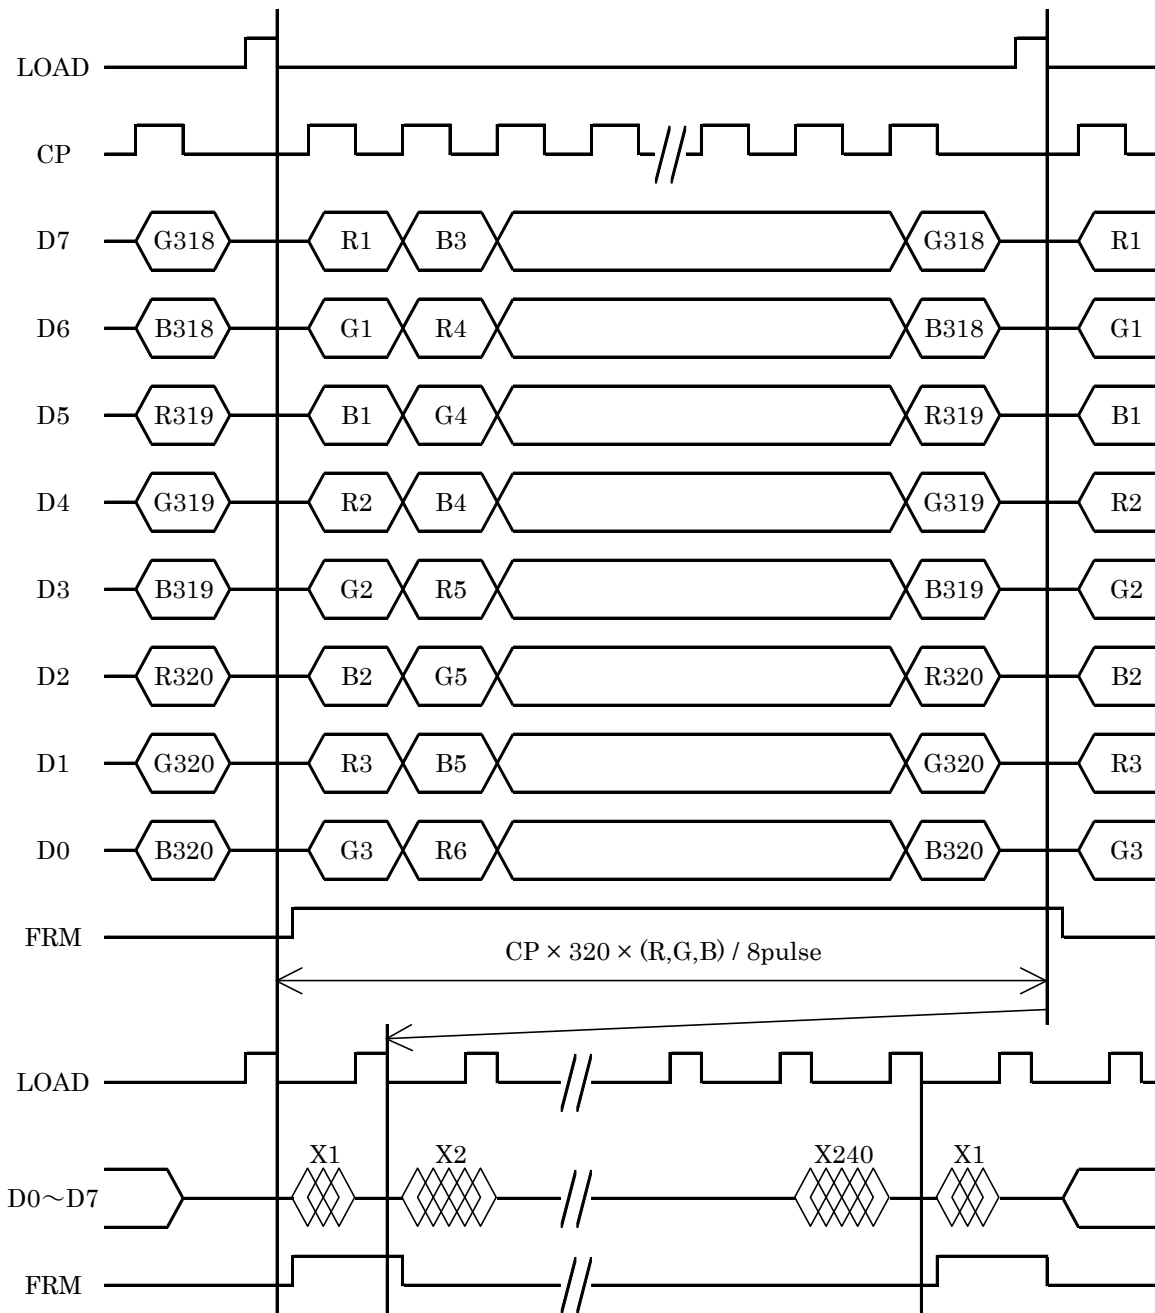 LOAD
CP
D7 G318 R1 B3 G318 R1
D6 B318 G1 R4 B318 G1
D5 R319 B1 G4 R319 B1
D4 G319 R2 B4 G319 R2
D3 B319 G2 R5 B319 G2
D2 R320 B2 G5 R320 B2
D1 G320 R3 B5 G320 R3
D0 B320 G3 R6 B320 G3
FRM
CP × 320 × (R,G,B) / 8pulse
LOAD
X1 X2 X240 X1
D0～D7
FRM